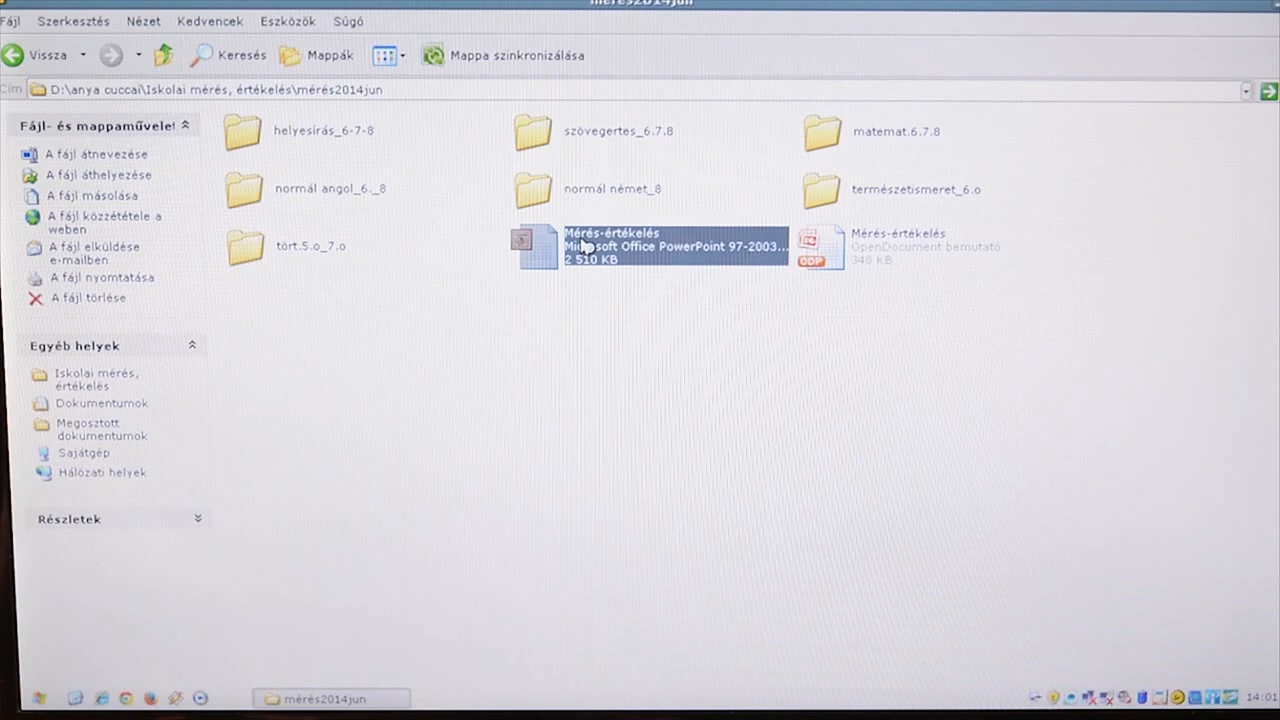 mérés2014jun
Fájl Szerkesztés Nézet Kedvencek Eszközök Súgó
Vissza Keresés Mappák Mappa szinkronizálása
Cím D:\anya cuccai\Iskolai mérés, értékelés\mérés2014jun
Fájl- és mappaművelet
A fájl átnevezése
A fájl áthelyezése
A fájl másolása
A fájl közzététele a
weben
A fájl elküldése
e-mailben
A fájl nyomtatása
A fájl törlése
Egyéb helyek
Iskolai mérés,
értékelés
Dokumentumok
Megosztott
dokumentumok
Sajátgép
Hálózati helyek
Részletek
helyesírás_6-7-8
szövegertes_6.7.8
matemat.6.7.8
normál angol_6._8
normál német_8
természetismeret_6.o
tört.5.o_7.o
Mérés-értékelés
Microsoft Office PowerPoint 97-2003...
2 510 KB
ODP
Mérés-értékelés
OpenDocument bemutató
348 KB
mérés2014jun
14:01